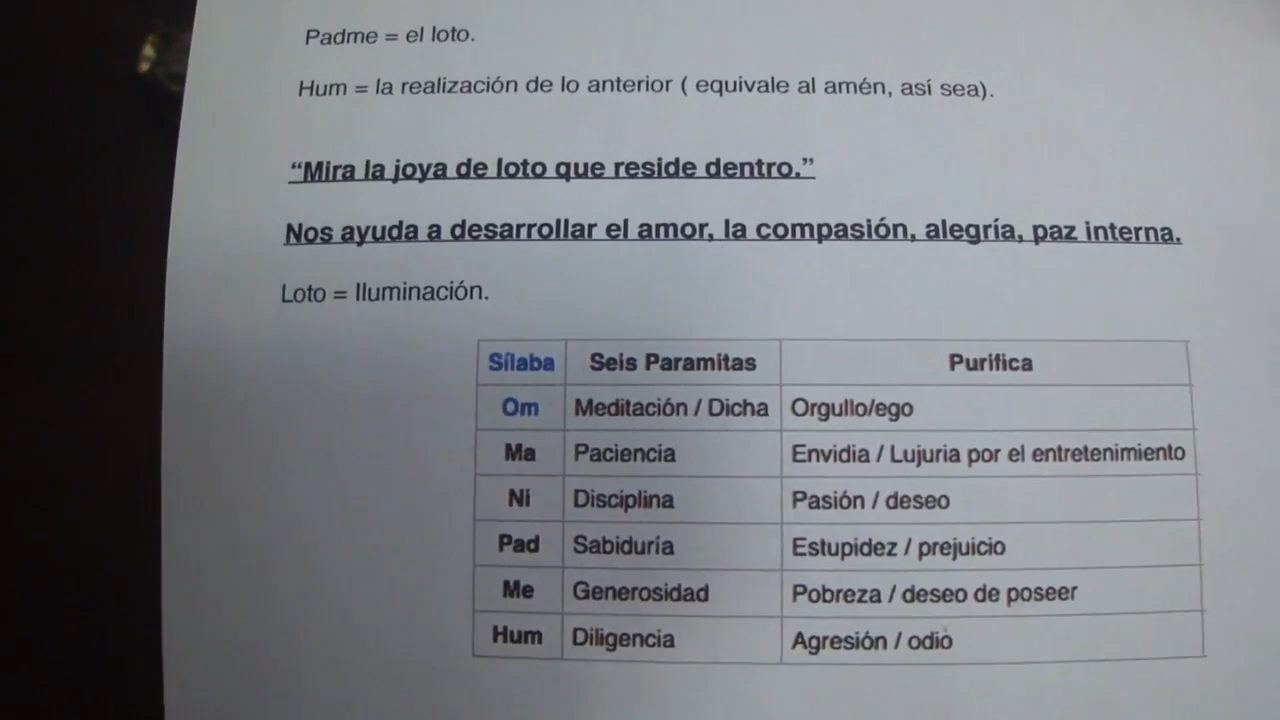 Padme = el loto.
Hum = la realización de lo anterior ( equivale al amén, así sea).
“Mira la joya de loto que reside dentro.”
Nos ayuda a desarrollar el amor, la compasión, alegría, paz interna.
Loto = Iluminación.
Sílaba Seis Paramitas Purifica
Om Meditación / Dicha Orgullo/ego
Ma Paciencia Envidia / Lujuria por el entretenimiento
Ni Disciplina Pasión / deseo
Pad Sabiduría Estupidez / prejuicio
Me Generosidad Pobreza / deseo de poseer
Hum Diligencia Agresión / odio